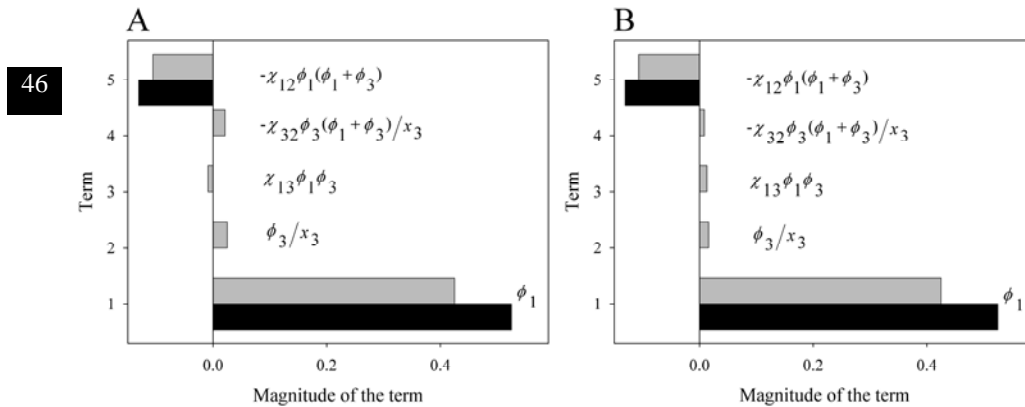 46
A
B
5
-χ12ϕ1(ϕ1 + ϕ3)
4
-χ32ϕ3(ϕ1 + ϕ3)/x3
3
χ13ϕ1ϕ3
2
ϕ3/x3
1
ϕ1
Term
0.0 0.2 0.4
Magnitude of the term
5
-χ12ϕ1(ϕ1 + ϕ3)
4
-χ32ϕ3(ϕ1 + ϕ3)/x3
3
χ13ϕ1ϕ3
2
ϕ3/x3
1
ϕ1
Term
0.0 0.2 0.4
Magnitude of the term